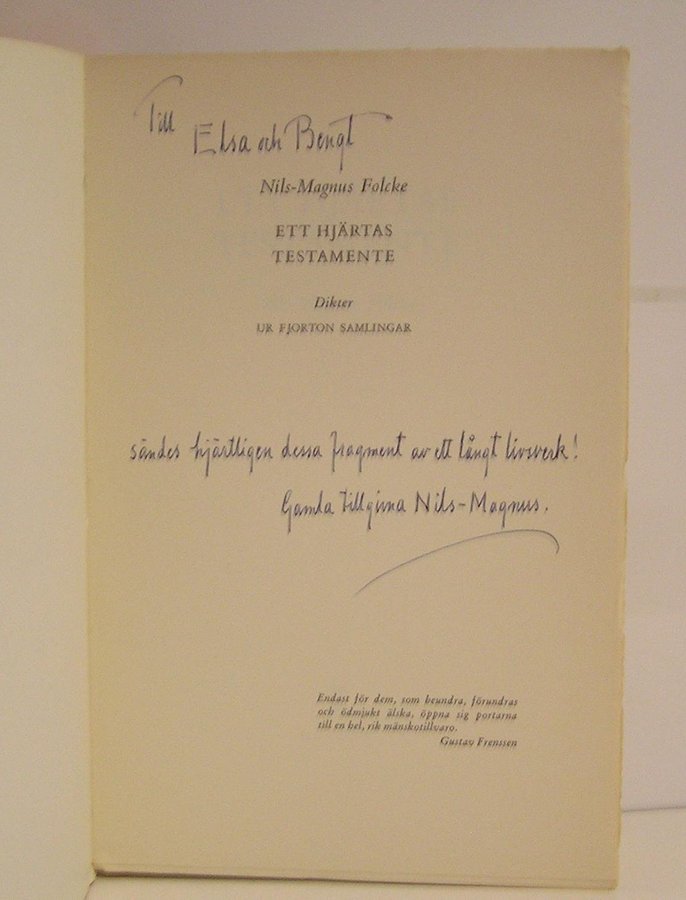 Till
Elsa och Bengt
Nils-Magnus Folcke
ETT HJÄRTAS
TESTAMENTE
Dikter
UR FJORTON SAMLINGAR
sändes hjärtligen dessa fragment av ett långt livsverk!
Gamla tillgivna Nils-Magnus.
Endast för dem, som beundra, förundras
och ödmjukt älska, öppna sig portarna
till en hel, rik mänskotillvaro.
Gustav Frenssen